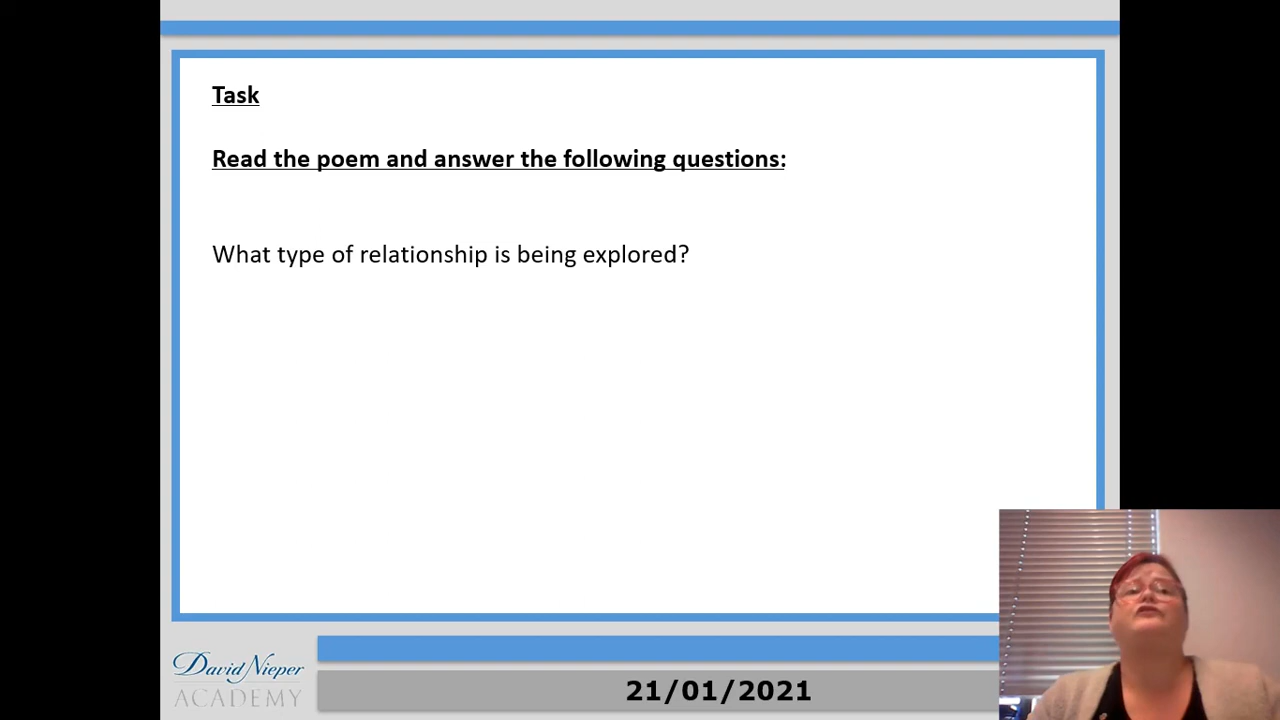 Task
Read the poem and answer the following questions:
What type of relationship is being explored?
David Nieper
ACADEMY
21/01/2021